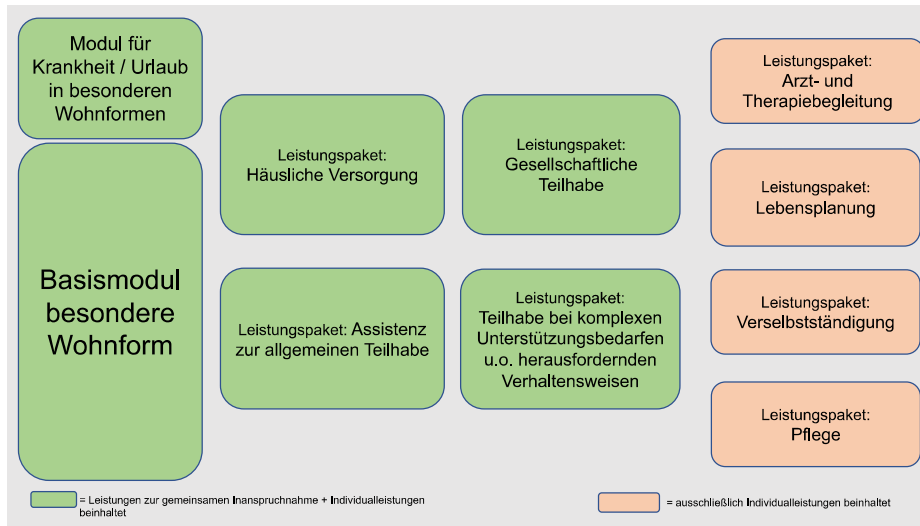 Modul für
Krankheit / Urlaub
in besonderen
Wohnformen
Basismodul
besondere
Wohnform
Leistungspaket:
Häusliche Versorgung
Leistungspaket: Assistenz
zur allgemeinen Teilhabe
Leistungspaket:
Gesellschaftliche
Teilhabe
Leistungspaket:
Teilhabe bei komplexen
Unterstützungsbedarfen
u.o. herausfordernden
Verhaltensweisen
Leistungspaket:
Arzt- und
Therapiebegleitung
Leistungspaket:
Lebensplanung
Leistungspaket:
Verselbstständigung
Leistungspaket:
Pflege
= Leistungen zur gemeinsamen Inanspruchnahme + Individualleistungen
beinhaltet
= ausschließlich Individualleistungen beinhaltet